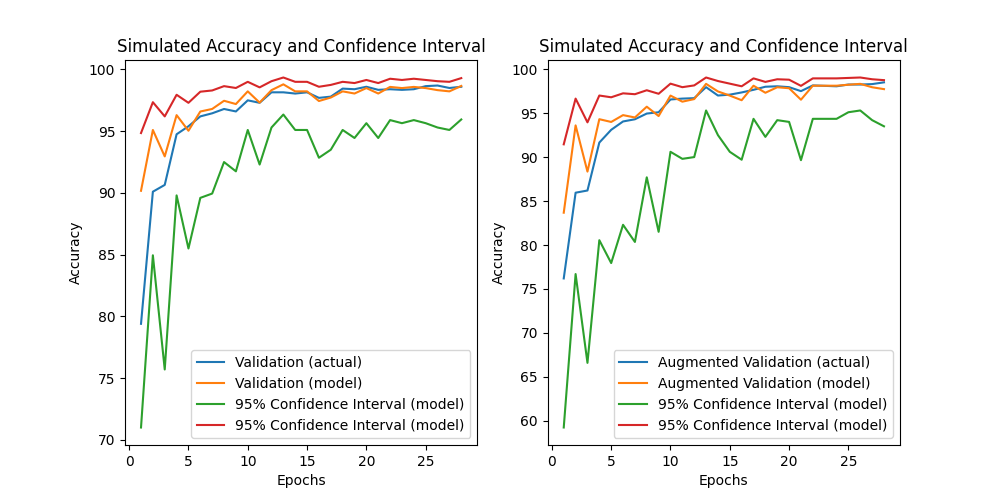 Simulated Accuracy and Confidence Interval
100
95
90
85
80
75
70
Accuracy
0
5
10
15
20
25
Epochs
Validation (actual)
Validation (model)
95% Confidence Interval (model)
95% Confidence Interval (model)
Simulated Accuracy and Confidence Interval
100
95
90
85
80
75
70
65
60
Accuracy
0
5
10
15
20
25
Epochs
Augmented Validation (actual)
Augmented Validation (model)
95% Confidence Interval (model)
95% Confidence Interval (model)